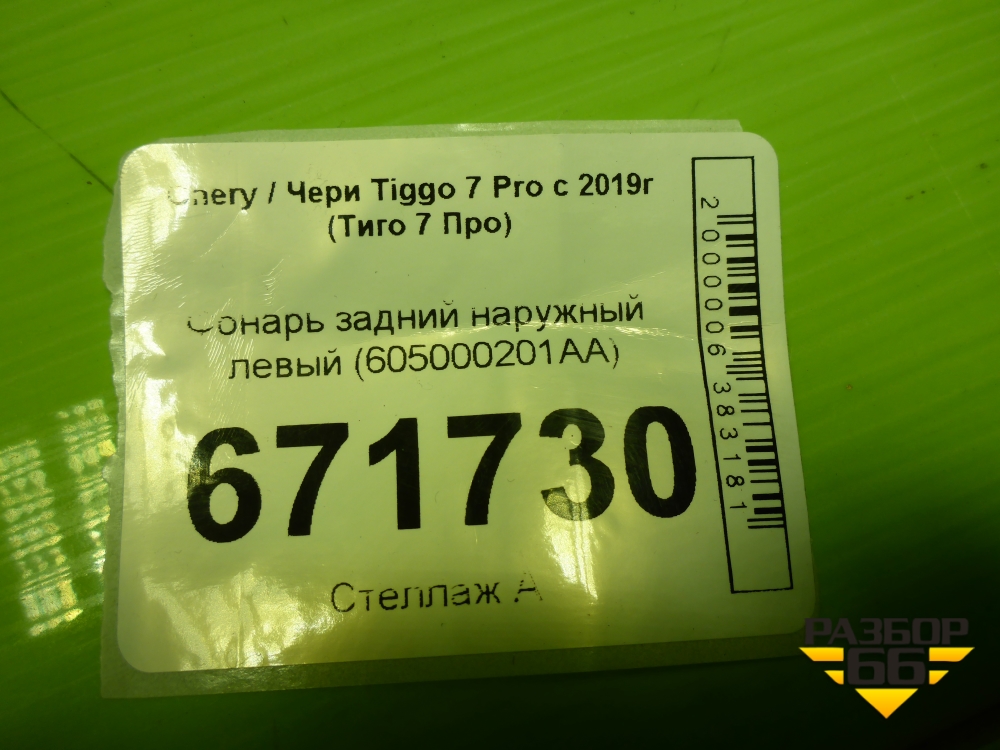 Chery / Чери Tiggo 7 Pro с 2019г
(Тиго 7 Про)
Фонарь задний наружный
левый (605000201AA)
671730
Стеллаж А
2000006383181
РАЗБОР
66